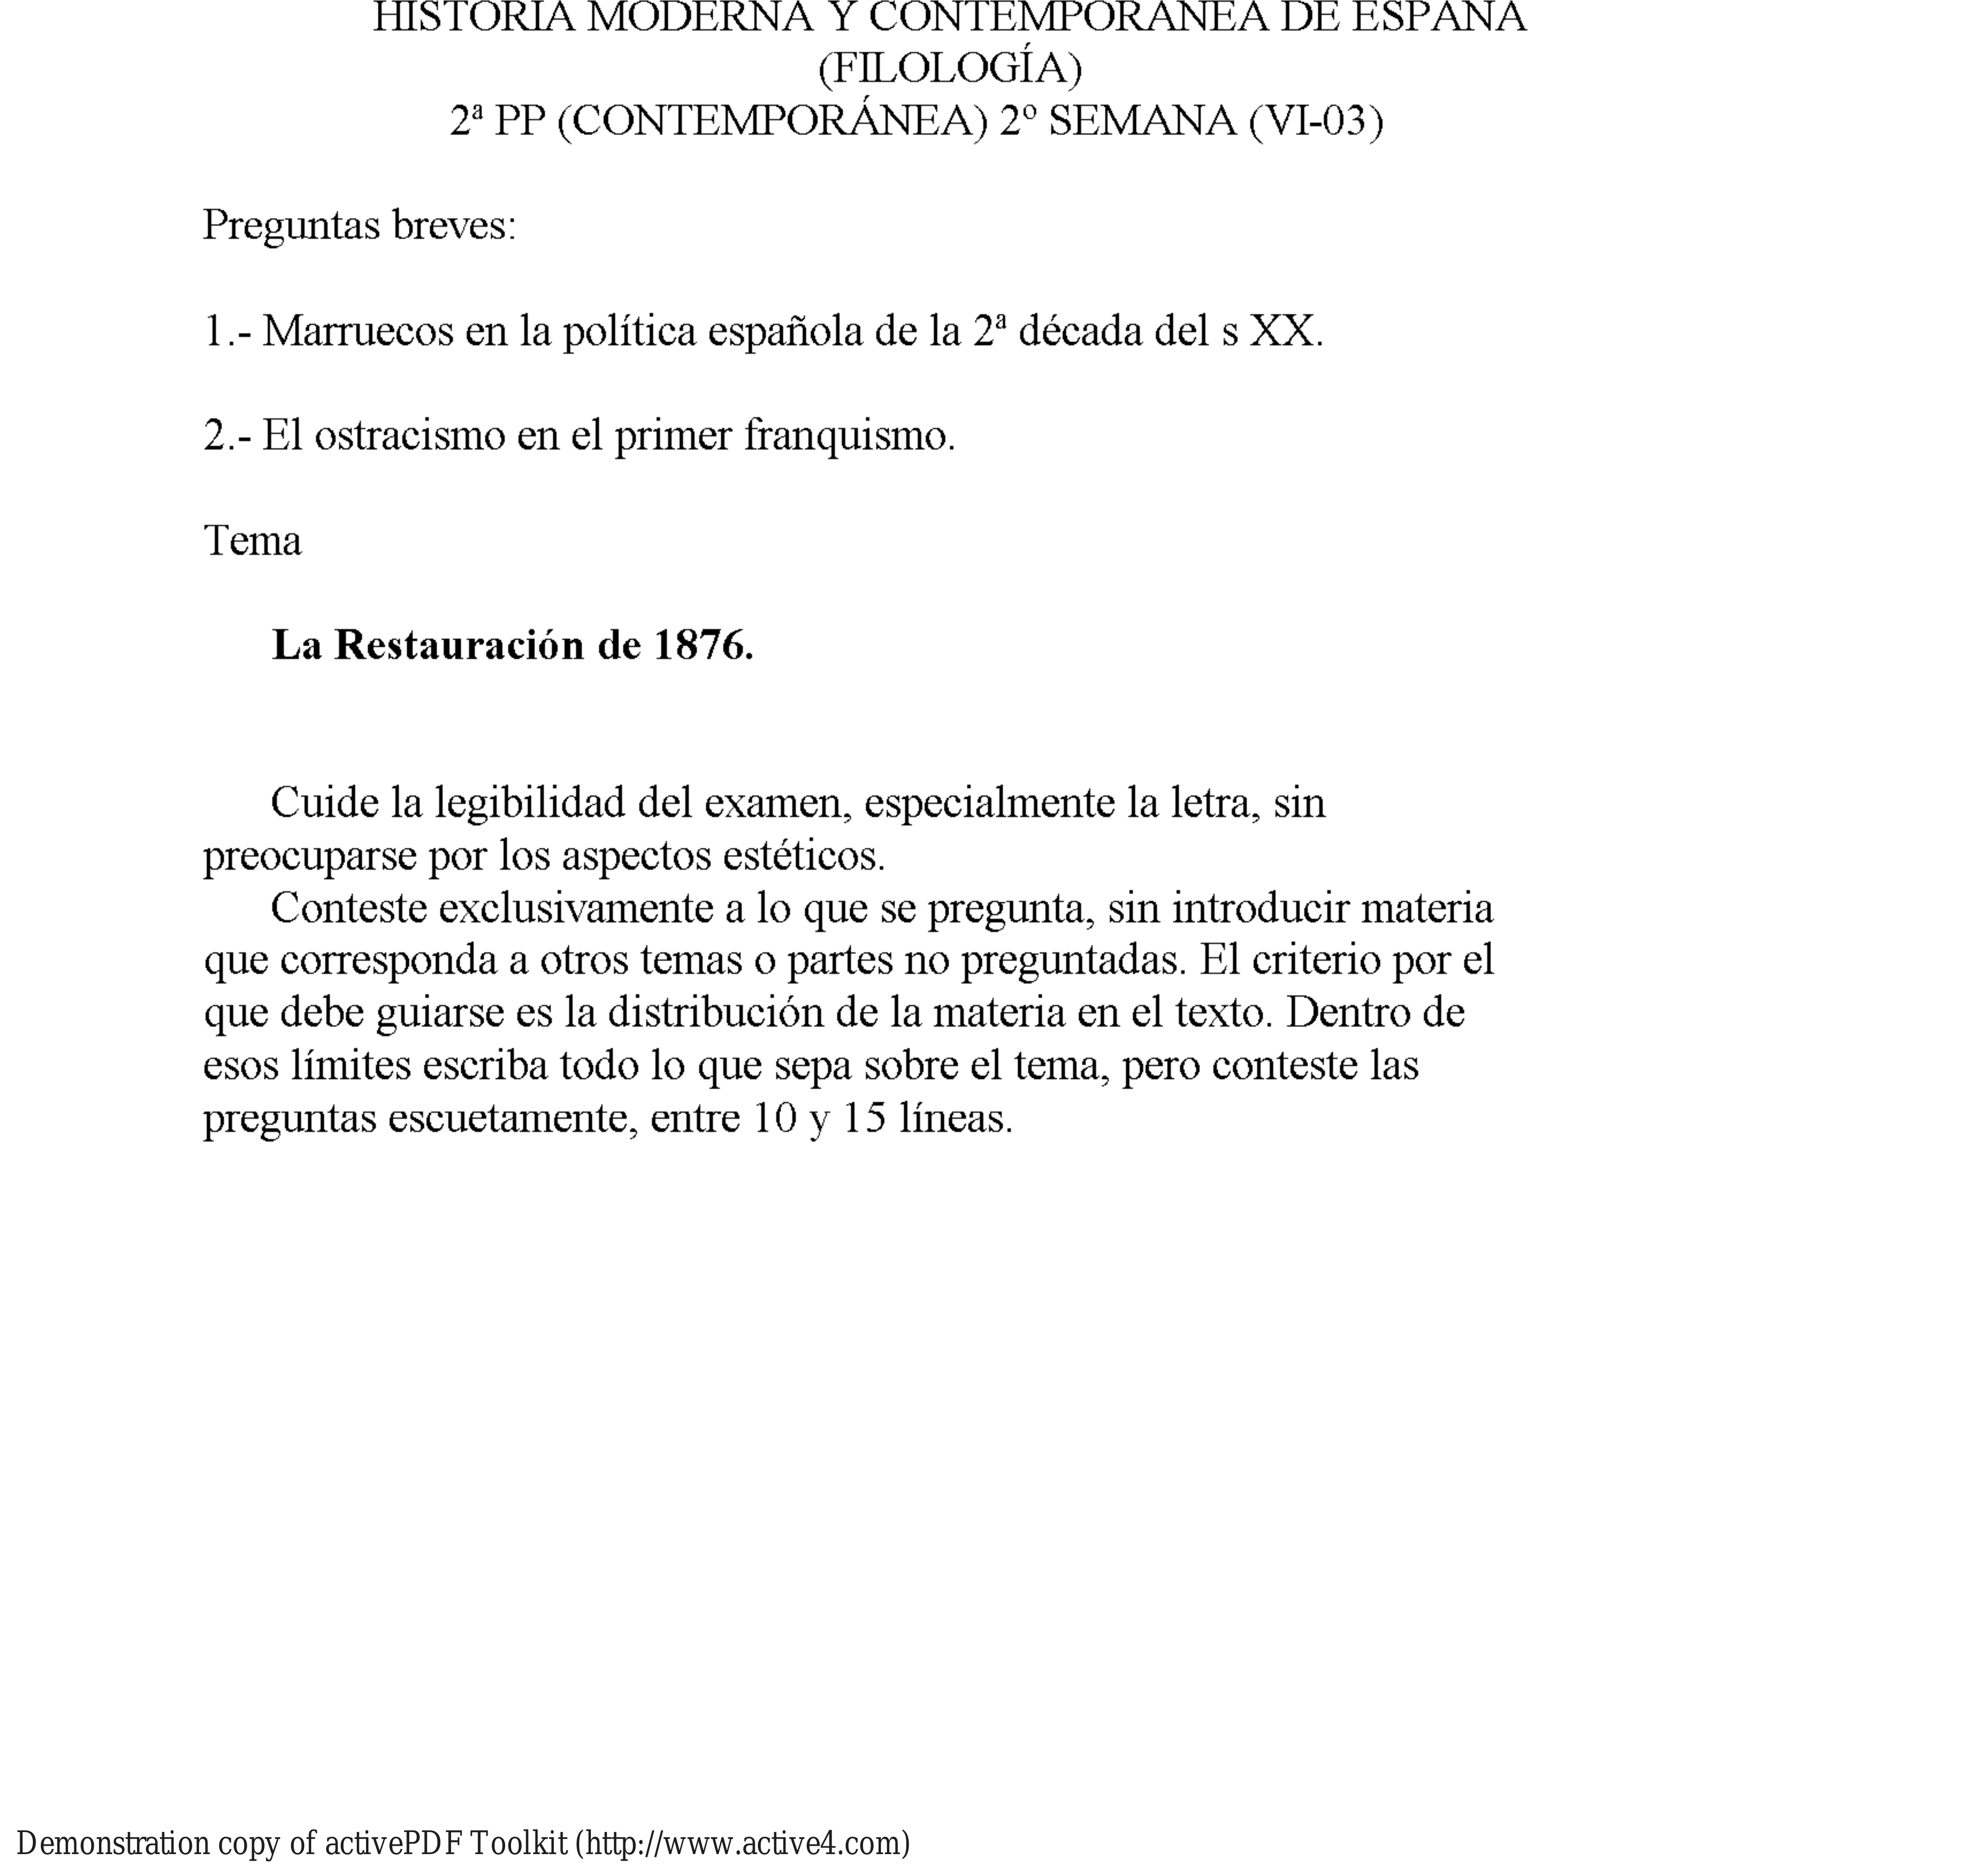 HISTORIA MODERNA Y CONTEMPORÁNEA DE ESPAÑA
(FILOLOGÍA)
2ª PP (CONTEMPORÁNEA) 2º SEMANA (VI-03)
Preguntas breves:
1.- Marruecos en la política española de la 2ª década del s XX.
2.- El ostracismo en el primer franquismo.
Tema
La Restauración de 1876.
Cuide la legibilidad del examen, especialmente la letra, sin
preocuparse por los aspectos estéticos.
Conteste exclusivamente a lo que se pregunta, sin introducir materia
que corresponda a otros temas o partes no preguntadas. El criterio por el
que debe guiarse es la distribución de la materia en el texto. Dentro de
esos límites escriba todo lo que sepa sobre el tema, pero conteste las
preguntas escuetamente, entre 10 y 15 líneas.
Demonstration copy of activePDF Toolkit (http://www.active4.com)